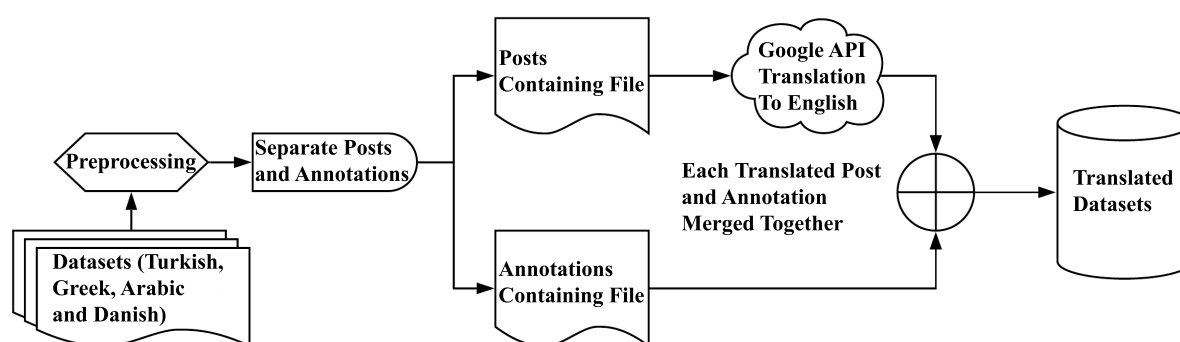 Posts
Containing File
Google API
Translation
To English
Preprocessing
Separate Posts
and Annotations
Each Translated Post
and Annotation
Merged Together
Translated
Datasets
Datasets (Turkish,
Greek, Arabic
and Danish)
Annotations
Containing File